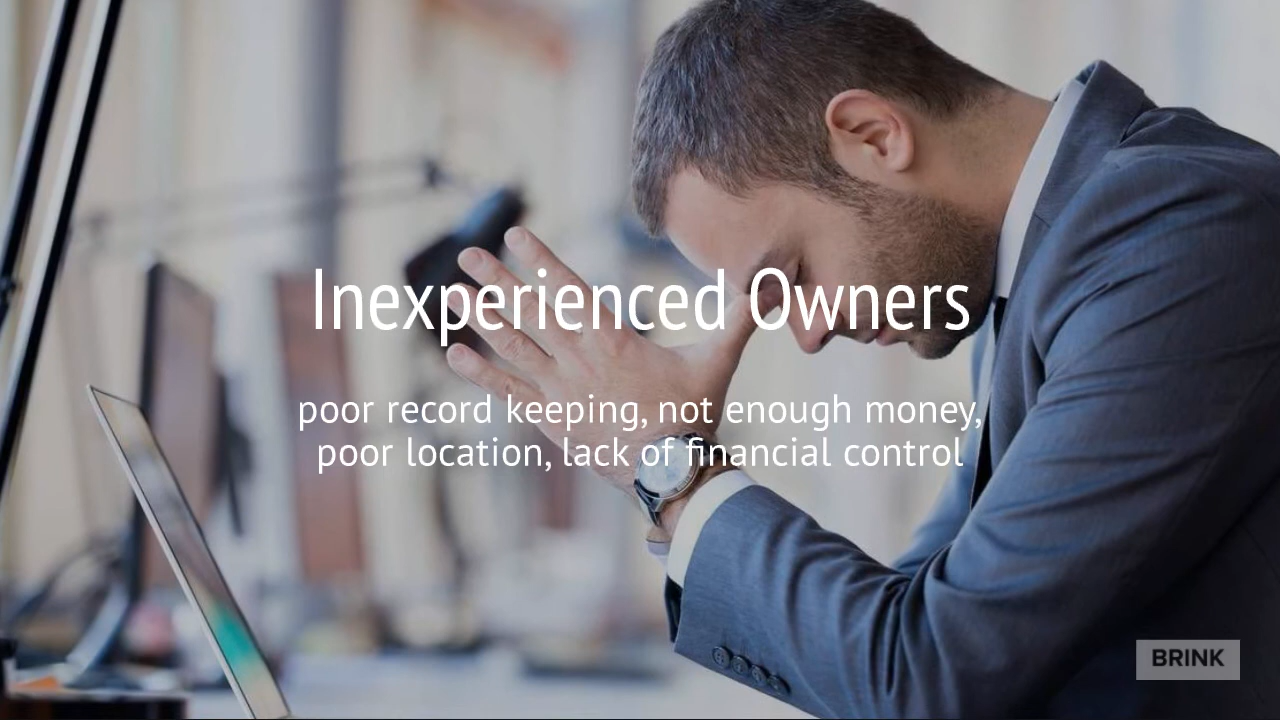 Inexperienced Owners
poor record keeping, not enough money,
poor location, lack of financial control
BRINK